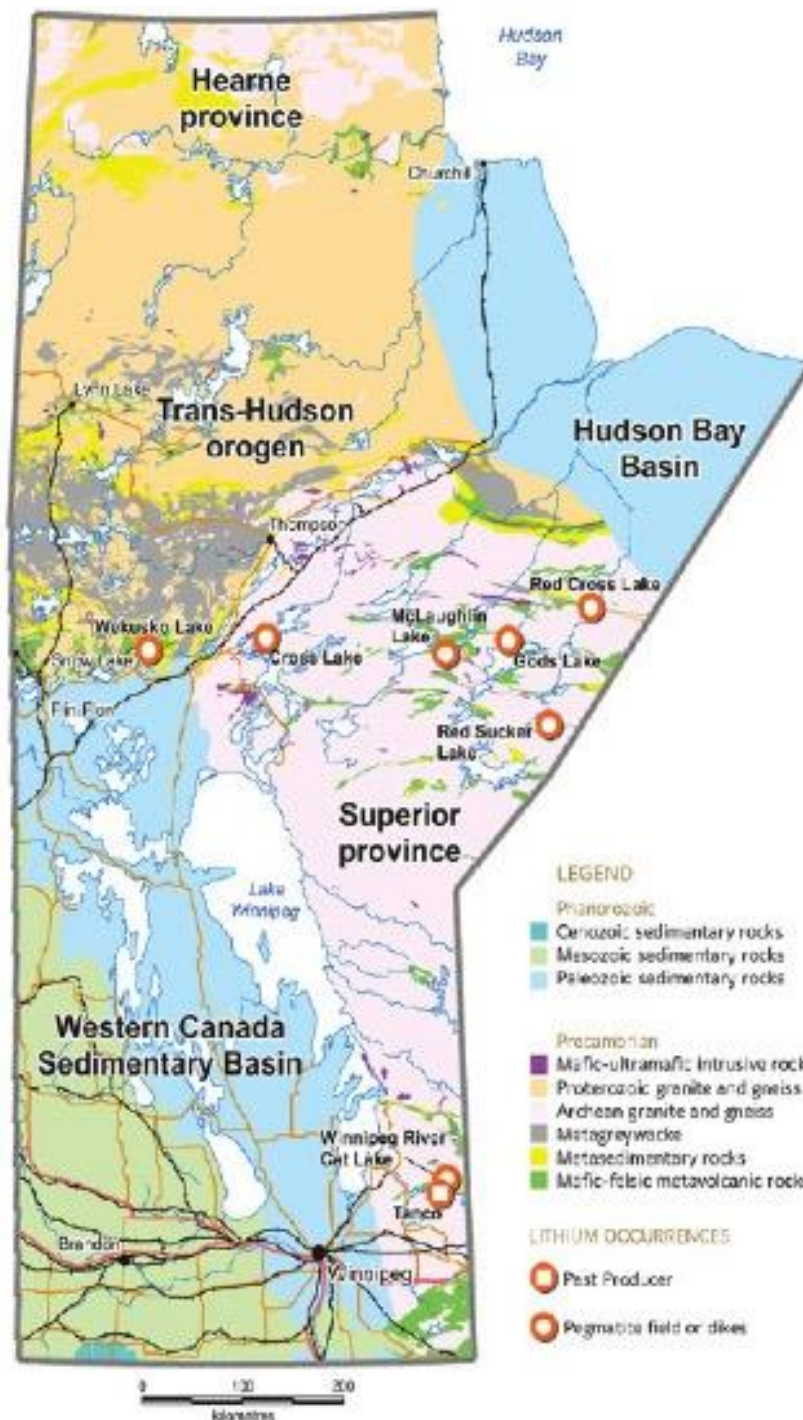 Hudson
Bay
Hearne
province
Churchill
Lynn Lake
Trans-Hudson
orogen
Hudson Bay
Basin
Thompson
Red Cross Lake
McLaughlin
Lake
Wekusko Lake
Cross Lake
Gods Lake
Snow Lake
Flin Flon
Red Sucker
Lake
Superior
province
Lake
Winnipeg
Western Canada
Sedimentary Basin
Winnipeg River -
Cat Lake
Tanco
Brandon
Winnipeg
0 100 200
kilometres
LEGEND
Phanerozoic
Cenozoic sedimentary rocks
Mesozoic sedimentary rocks
Paleozoic sedimentary rocks
Precambrian
Mafic-ultramafic intrusive rock
Proterozoic granite and gneiss
Archean granite and gneiss
Metagreywacke
Metasedimentary rocks
Mafic-felsic metavolcanic rock
LITHIUM OCCURRENCES
Past Producer
Pegmatite field or dikes